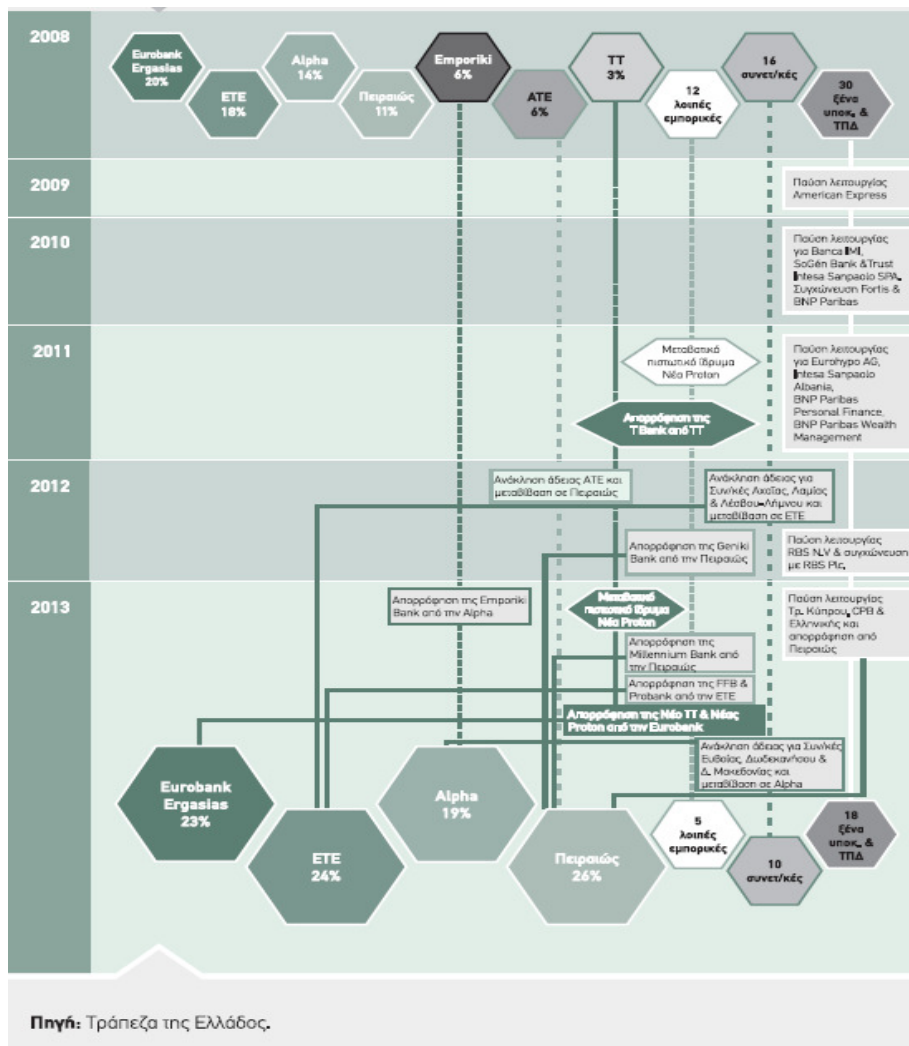 2008
Eurobank
Ergasias
20%
ΕΤΕ
18%
Alpha
14%
Πειραιώς
11%
Emporiki
6%
ΑΤΕ
6%
ΤΤ
3%
12
λοιπές
εμπορικές
16
συνετ/κές
30
ξένα
υποκ. &
ΤΠΔ
2009
Παύση λειτουργίας
American Express
2010
Παύση λειτουργίας
για Banca IMI,
SoGén Bank &Trust
Intesa Sanpaolo SPA.
Συγχώνευση Fortis &
BNP Paribas
2011
Μεταβατικό
πιστωτικό ίδρυμα
Νέα Proton
Απορρόφηση της
T Bank από ΤΤ
Παύση λειτουργίας
για Eurohypo AG,
Intesa Sanpaolo
Albania,
BNP Paribas
Personal Finance,
BNP Paribas Wealth
Management
2012
Ανάκληση άδειας ΑΤΕ και
μεταβίβαση σε Πειραιώς
Ανάκληση άδειας για
Συν/κές Αχαΐας, Λαμίας
& Λέσβου-Λήμνου και
μεταβίβαση σε ΕΤΕ
Απορρόφηση της Geniki
Bank από την Πειραιώς
Παύση λειτουργίας
RBS N.V & συγχώνευση
με RBS Plc.
2013
Απορρόφηση της Emporiki
Bank από την Alpha
Μεταβατικό
πιστωτικό ίδρυμα
Νέα Proton
Παύση λειτουργίας
Τρ. Κύπρου, CPB &
Ελληνικής και
απορρόφηση από
Πειραιώς
Απορρόφηση της
Millennium Bank από
την Πειραιώς
Απορρόφηση της FFB &
Probank από την ΕΤΕ
Απορρόφηση της Νέο ΤΤ & Νέας
Proton από την Eurobank
Ανάκληση άδειας για Συν/κές
Ευβοίας, Δωδεκανήσου &
Δ. Μακεδονίας και
μεταβίβαση σε Alpha
Eurobank
Ergasias
23%
ΕΤΕ
24%
Alpha
19%
Πειραιώς
26%
5
λοιπές
εμπορικές
10
συνετ/κές
18
ξένα
υποκ. &
ΤΠΔ
Πηγή: Τράπεζα της Ελλάδος.